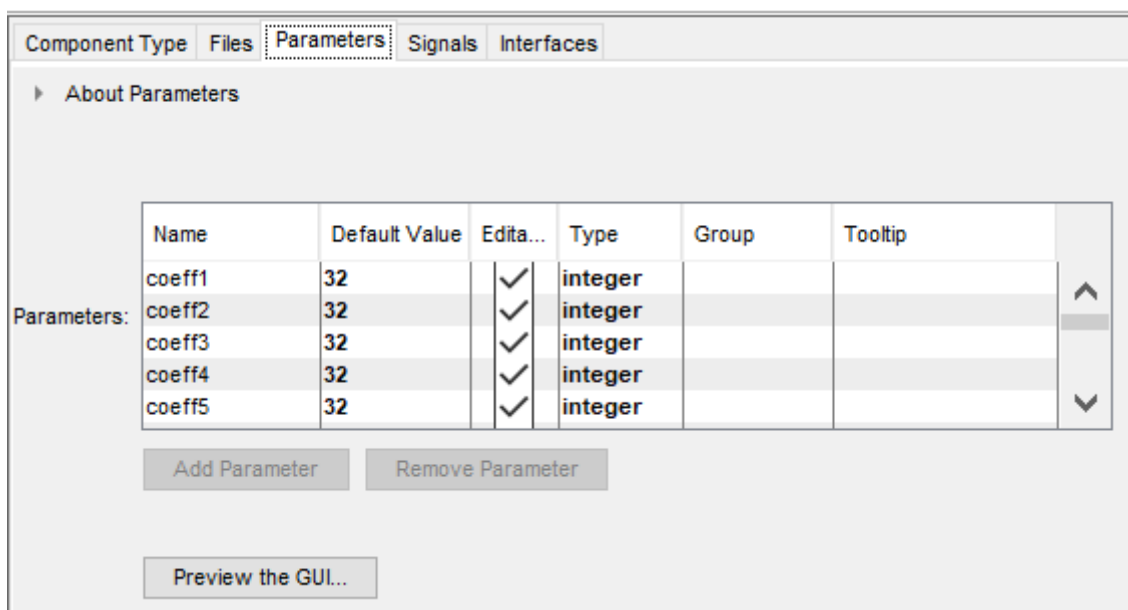 Component Type Files Parameters Signals Interfaces
About Parameters
Name Default Value Edita... Type Group Tooltip
coeff1 32 integer
Parameters:
coeff2 32 integer
coeff3 32 integer
coeff4 32 integer
coeff5 32 integer
Add Parameter Remove Parameter
Preview the GUI...